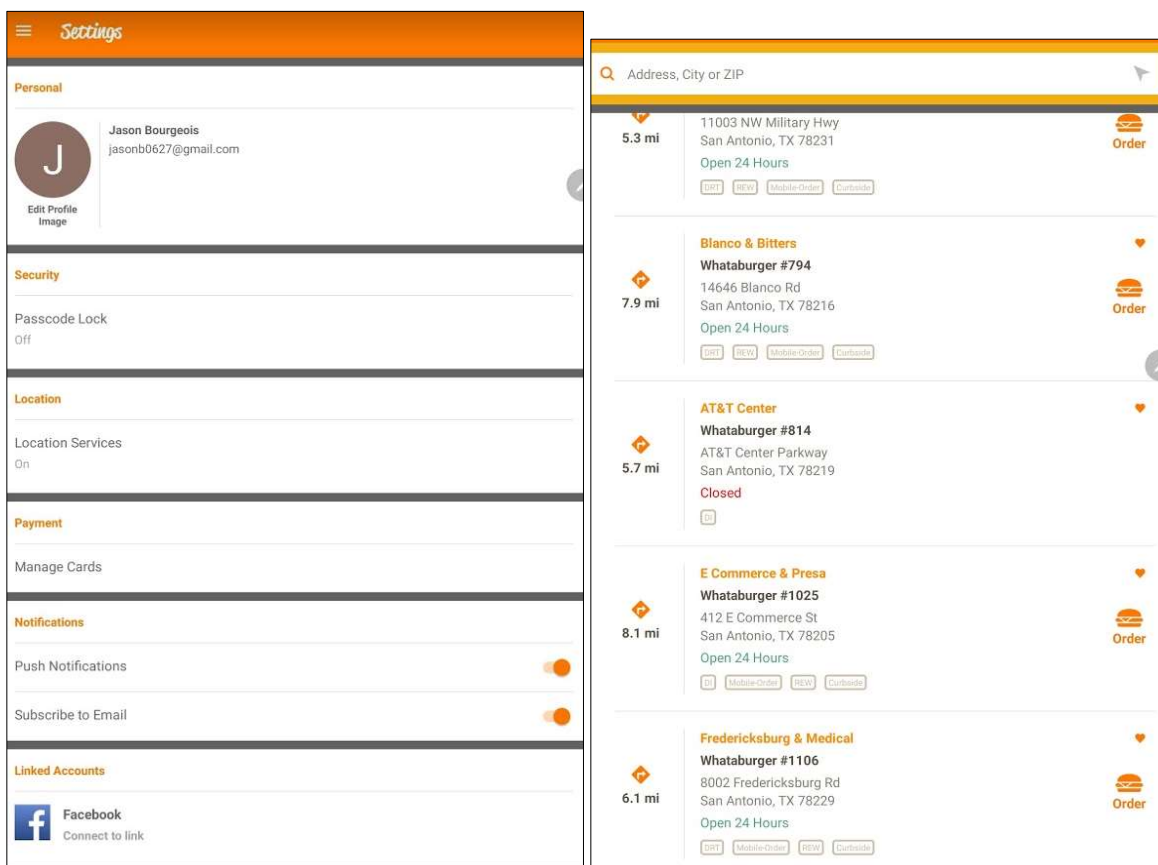 Settings
Personal
J
Jason Bourgeois
jasonb0627@gmail.com
Edit Profile
Image
Security
Passcode Lock
Off
Location
Location Services
On
Payment
Manage Cards
Notifications
Push Notifications
Subscribe to Email
Linked Accounts
f
Facebook
Connect to link
Address, City or ZIP
5.3 mi
11003 NW Military Hwy
San Antonio, TX 78231
Open 24 Hours
DRT REW Mobile-Order Curbside
Order
7.9 mi
Blanco & Bitters
Whataburger #794
14646 Blanco Rd
San Antonio, TX 78216
Open 24 Hours
DRT REW Mobile-Order Curbside
Order
5.7 mi
AT&T Center
Whataburger #814
AT&T Center Parkway
San Antonio, TX 78219
Closed
DI
8.1 mi
E Commerce & Presa
Whataburger #1025
412 E Commerce St
San Antonio, TX 78205
Open 24 Hours
DI Mobile-Order REW Curbside
Order
6.1 mi
Fredericksburg & Medical
Whataburger #1106
8002 Fredericksburg Rd
San Antonio, TX 78229
Open 24 Hours
DRT Mobile-Order REW Curbside
Order